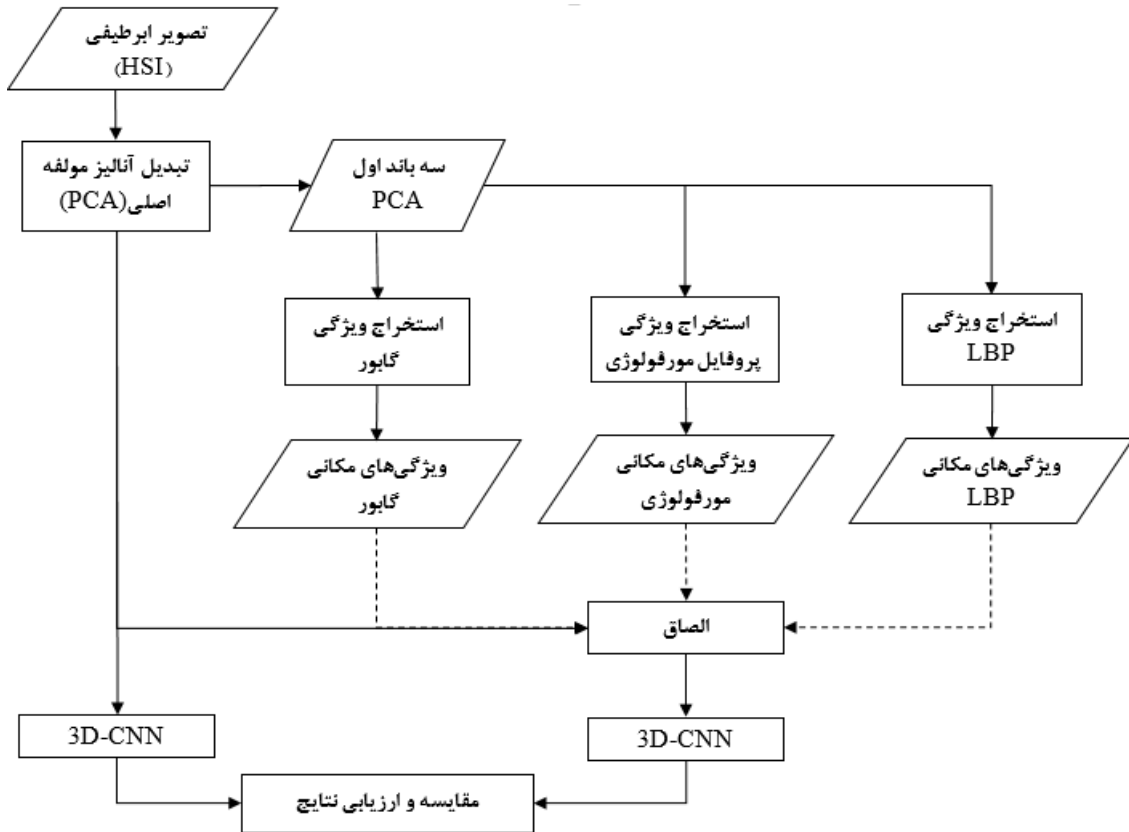 تصویر ابرطیفی
(HSI)
تبدیل آنالیز مولفه
اصلی(PCA)
سه باند اول
PCA
استخراج ویژگی
گابور
استخراج ویژگی
پروفایل مورفولوژی
استخراج ویژگی
LBP
ویژگی‌های مکانی
گابور
ویژگی‌های مکانی
مورفولوژی
ویژگی‌های مکانی
LBP
الصاق
3D-CNN
3D-CNN
مقایسه و ارزیابی نتایج